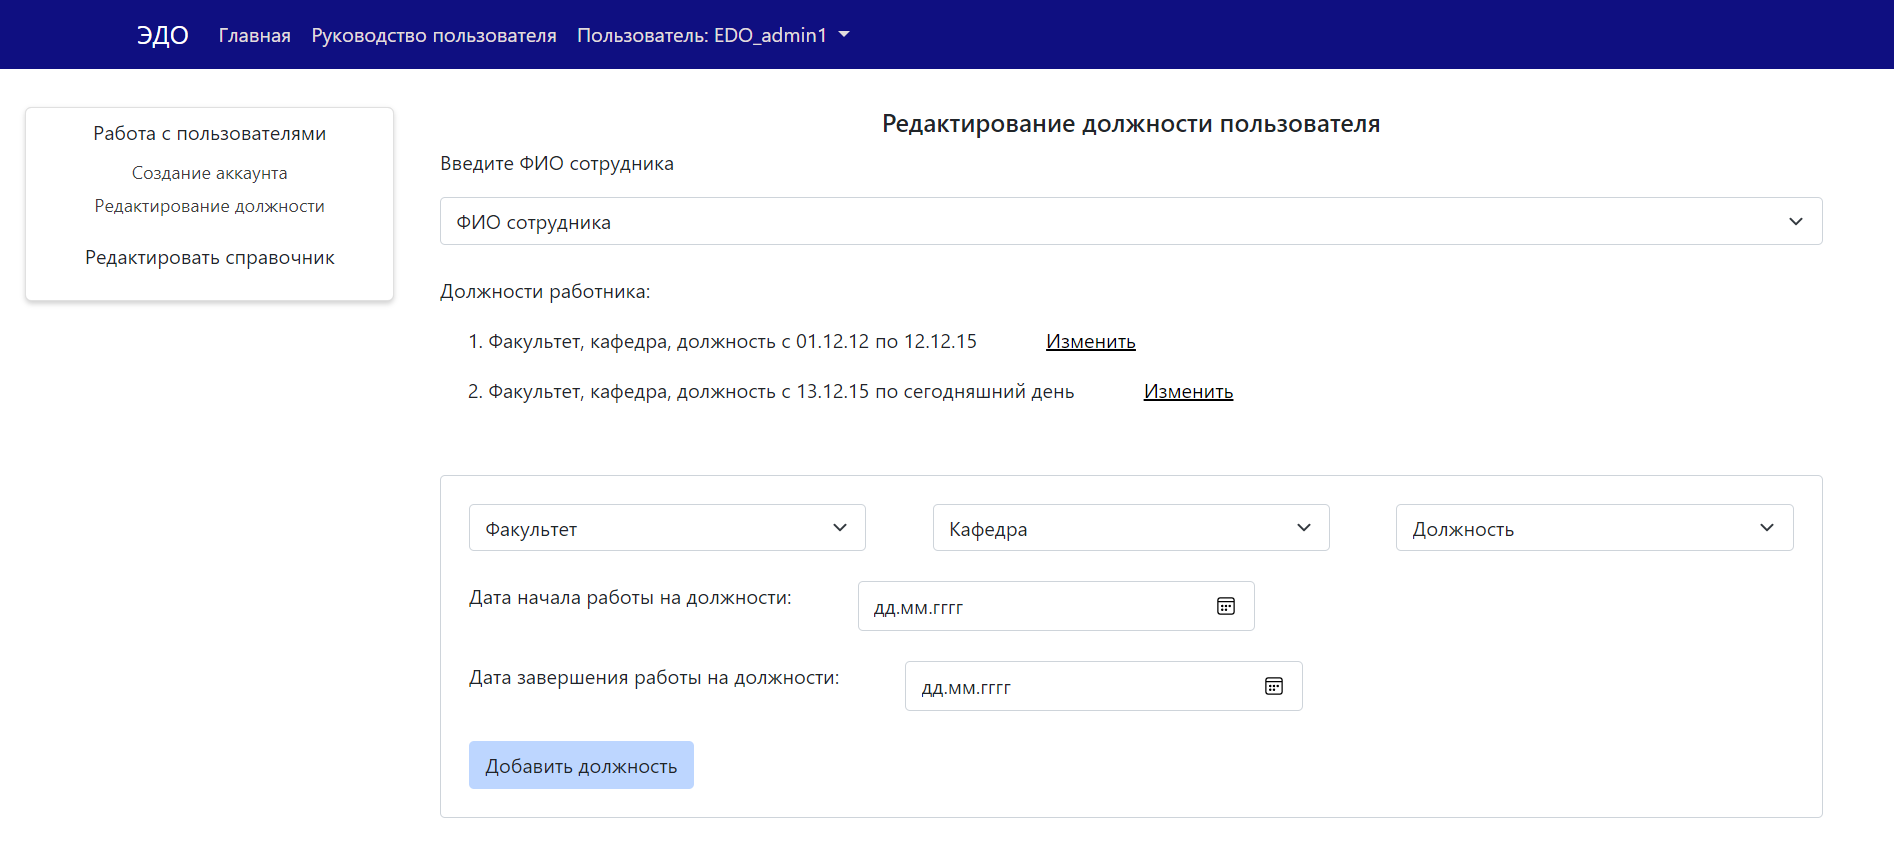 ЭДО Главная Руководство пользователя Пользователь: EDO_admin1
Работа с пользователями
Создание аккаунта
Редактирование должности
Редактировать справочник
Редактирование должности пользователя
Введите ФИО сотрудника
ФИО сотрудника
Должности работника:
1. Факультет, кафедра, должность с 01.12.12 по 12.12.15 Изменить
2. Факультет, кафедра, должность с 13.12.15 по сегодняшний день Изменить
Факультет Кафедра Должность
Дата начала работы на должности: дд.мм.гггг
Дата завершения работы на должности: дд.мм.гггг
Добавить должность